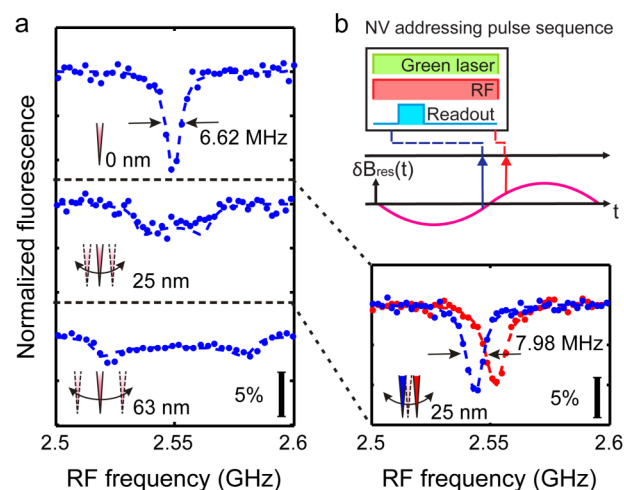 a
Normalized fluorescence
6.62 MHz
0 nm
25 nm
63 nm
5%
2.5
2.55
2.6
RF frequency (GHz)
b
NV addressing pulse sequence
Green laser
RF
Readout
δBres(t)
t
7.98 MHz
25 nm
5%
2.5
2.55
2.6
RF frequency (GHz)